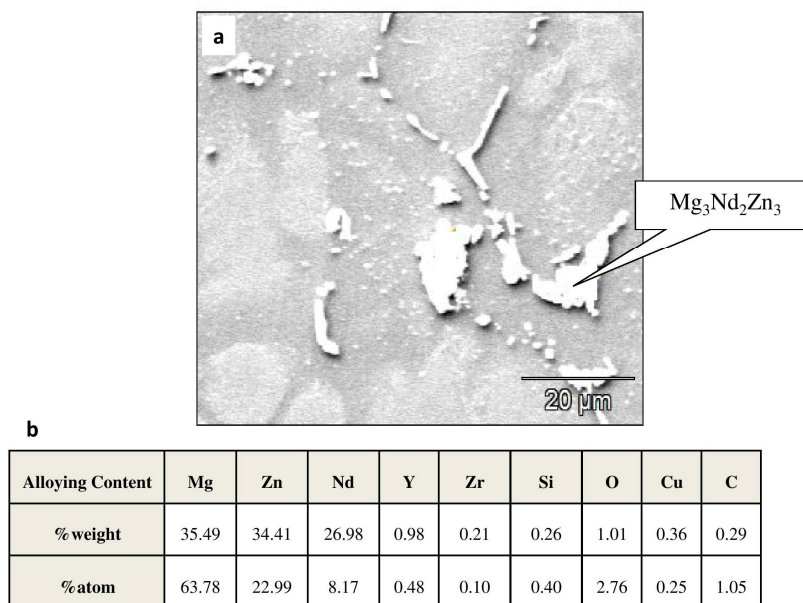 a
Mg₃Nd₂Zn₃
20 µm
b
Alloying Content Mg Zn Nd Y Zr Si O Cu C
%weight 35.49 34.41 26.98 0.98 0.21 0.26 1.01 0.36 0.29
%atom 63.78 22.99 8.17 0.48 0.10 0.40 2.76 0.25 1.05